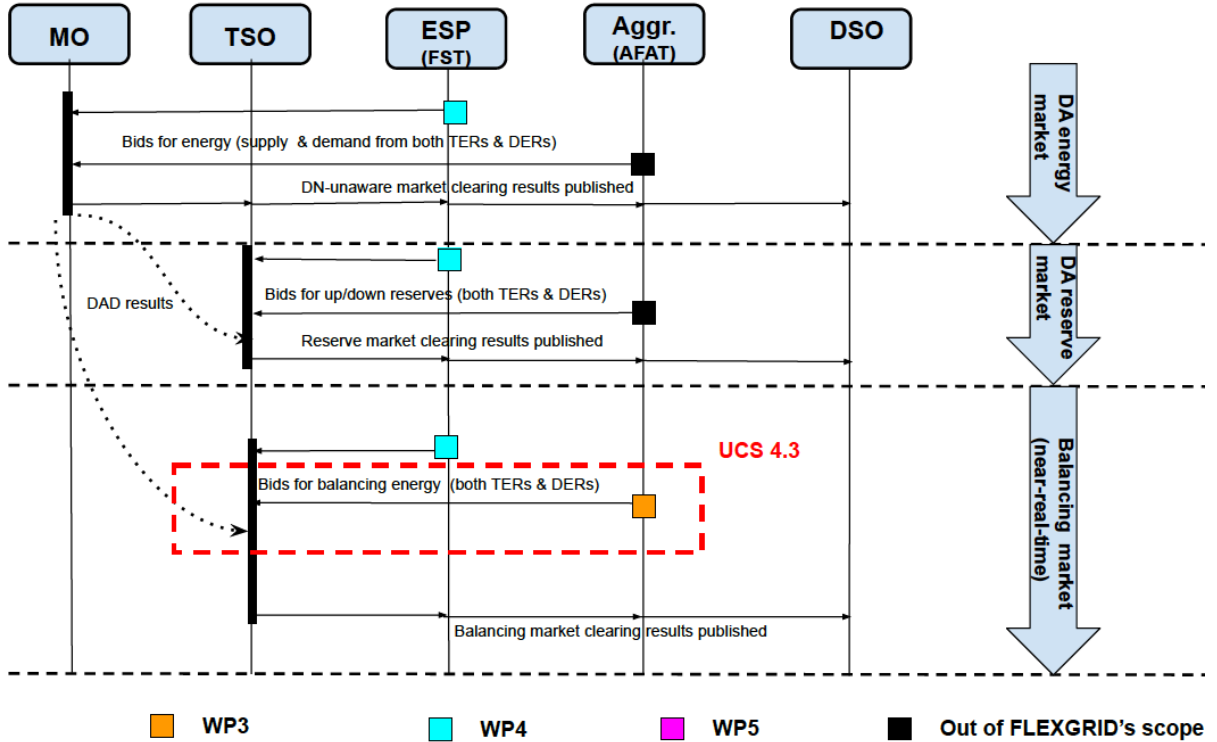 MO
TSO
ESP
(FST)
Aggr.
(AFAT)
DSO
DA energy
market
Bids for energy (supply & demand from both TERs & DERs)
DN-unaware market clearing results published
DA reserve
market
DAD results
Bids for up/down reserves (both TERs & DERs)
Reserve market clearing results published
Balancing market
(near-real-time)
UCS 4.3
Bids for balancing energy (both TERs & DERs)
Balancing market clearing results published
WP3
WP4
WP5
Out of FLEXGRID's scope